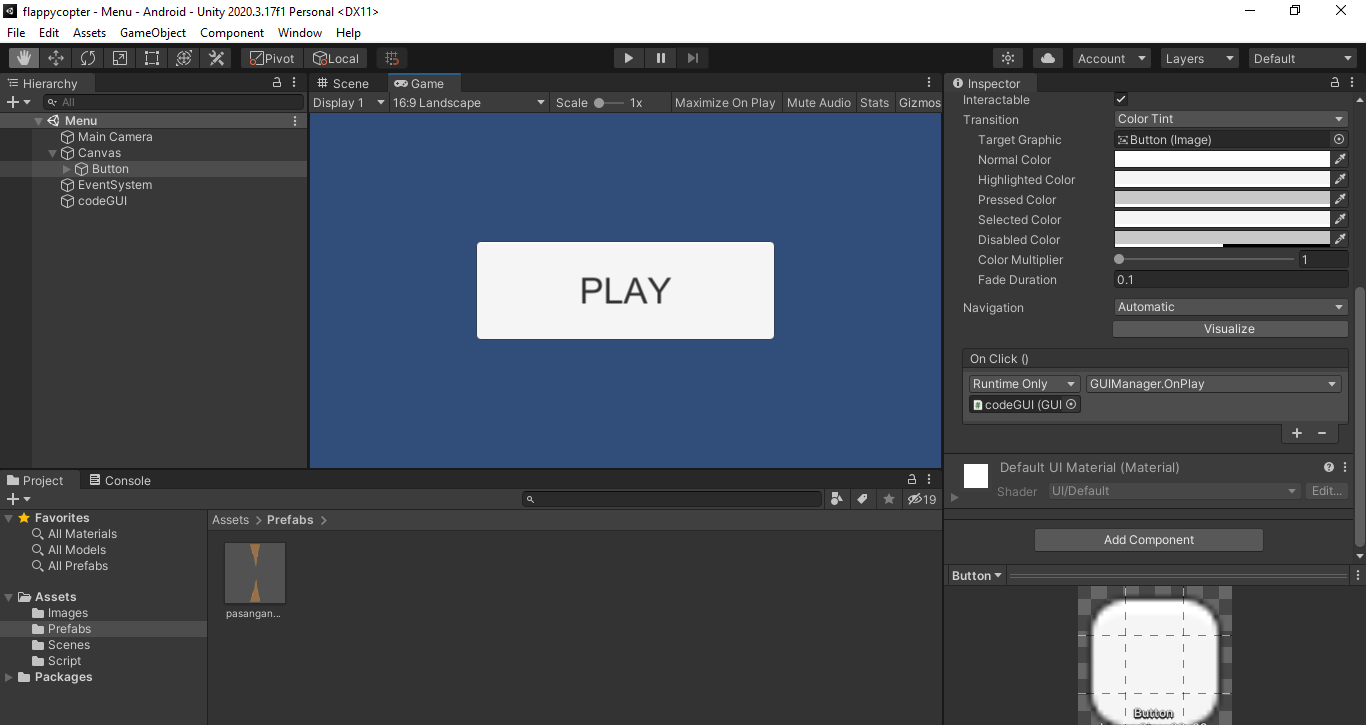 flappycopter - Menu - Android - Unity 2020.3.17f1 Personal <DX11>
File Edit Assets GameObject Component Window Help
Pivot Local Account Layers Default
Hierarchy
All
Menu
Main Camera
Canvas
Button
EventSystem
codeGUI
Scene Game
Display 1 16:9 Landscape Scale 1x Maximize On Play Mute Audio Stats Gizmos
PLAY
Inspector
Interactable
Transition Color Tint
Target Graphic Button (Image)
Normal Color
Highlighted Color
Pressed Color
Selected Color
Disabled Color
Color Multiplier 1
Fade Duration 0.1
Navigation Automatic
Visualize
On Click ()
Runtime Only GUIManager.OnPlay
codeGUI (GUI
Default UI Material (Material)
Shader UI/Default Edit...
Add Component
Button
Button
Project Console
19
Favorites
All Materials
All Models
All Prefabs
Assets
Images
Prefabs
Scenes
Script
Packages
Assets > Prefabs >
pasangan...